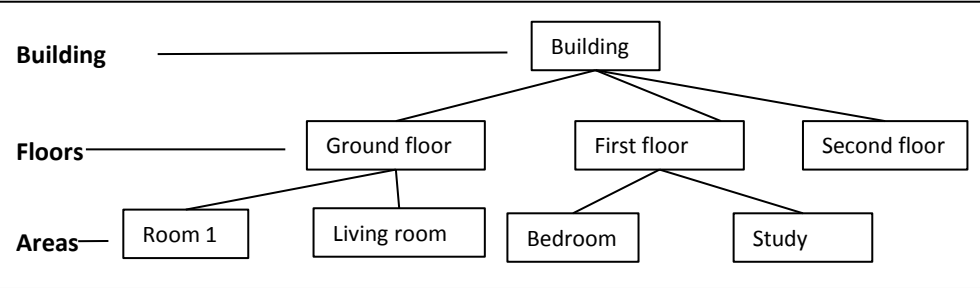 Building
Building
Floors
Ground floor
First floor
Second floor
Areas
Room 1
Living room
Bedroom
Study